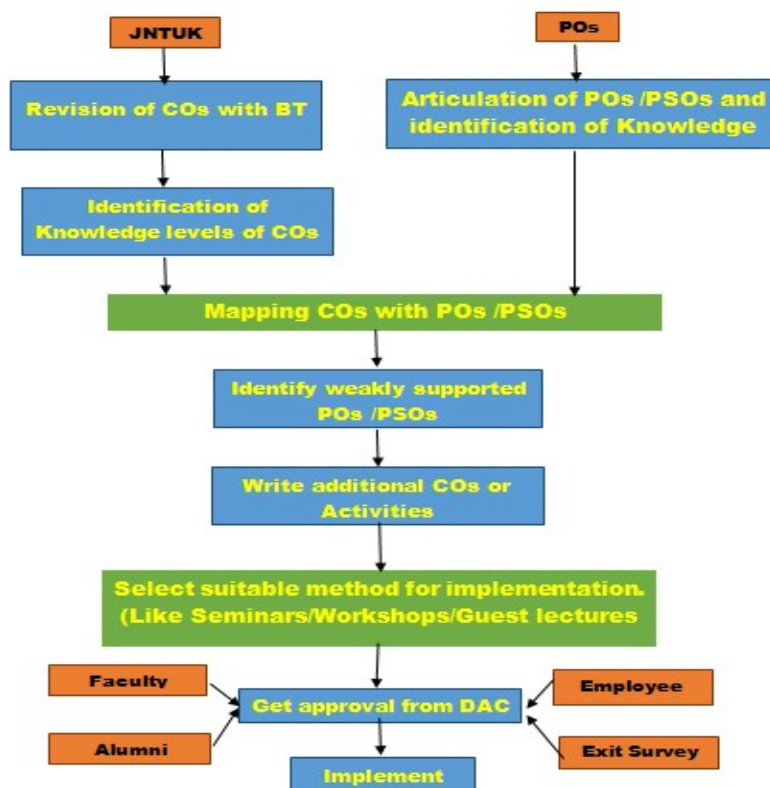 JNTUK
POs
Revision of COs with BT
Articulation of POs /PSOs and
identification of Knowledge
Identification of
Knowledge levels of COs
Mapping COs with POs /PSOs
Identify weakly supported
POs /PSOs
Write additional COs or
Activities
Select suitable method for implementation.
(Like Seminars/Workshops/Guest lectures
Faculty
Employee
Get approval from DAC
Alumni
Exit Survey
Implement